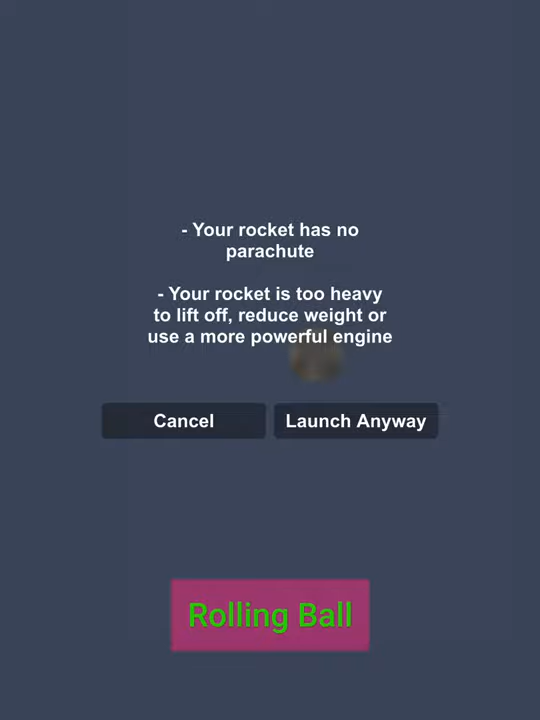 - Your rocket has no
parachute
- Your rocket is too heavy
to lift off, reduce weight or
use a more powerful engine
Cancel
Launch Anyway
Rolling Ball